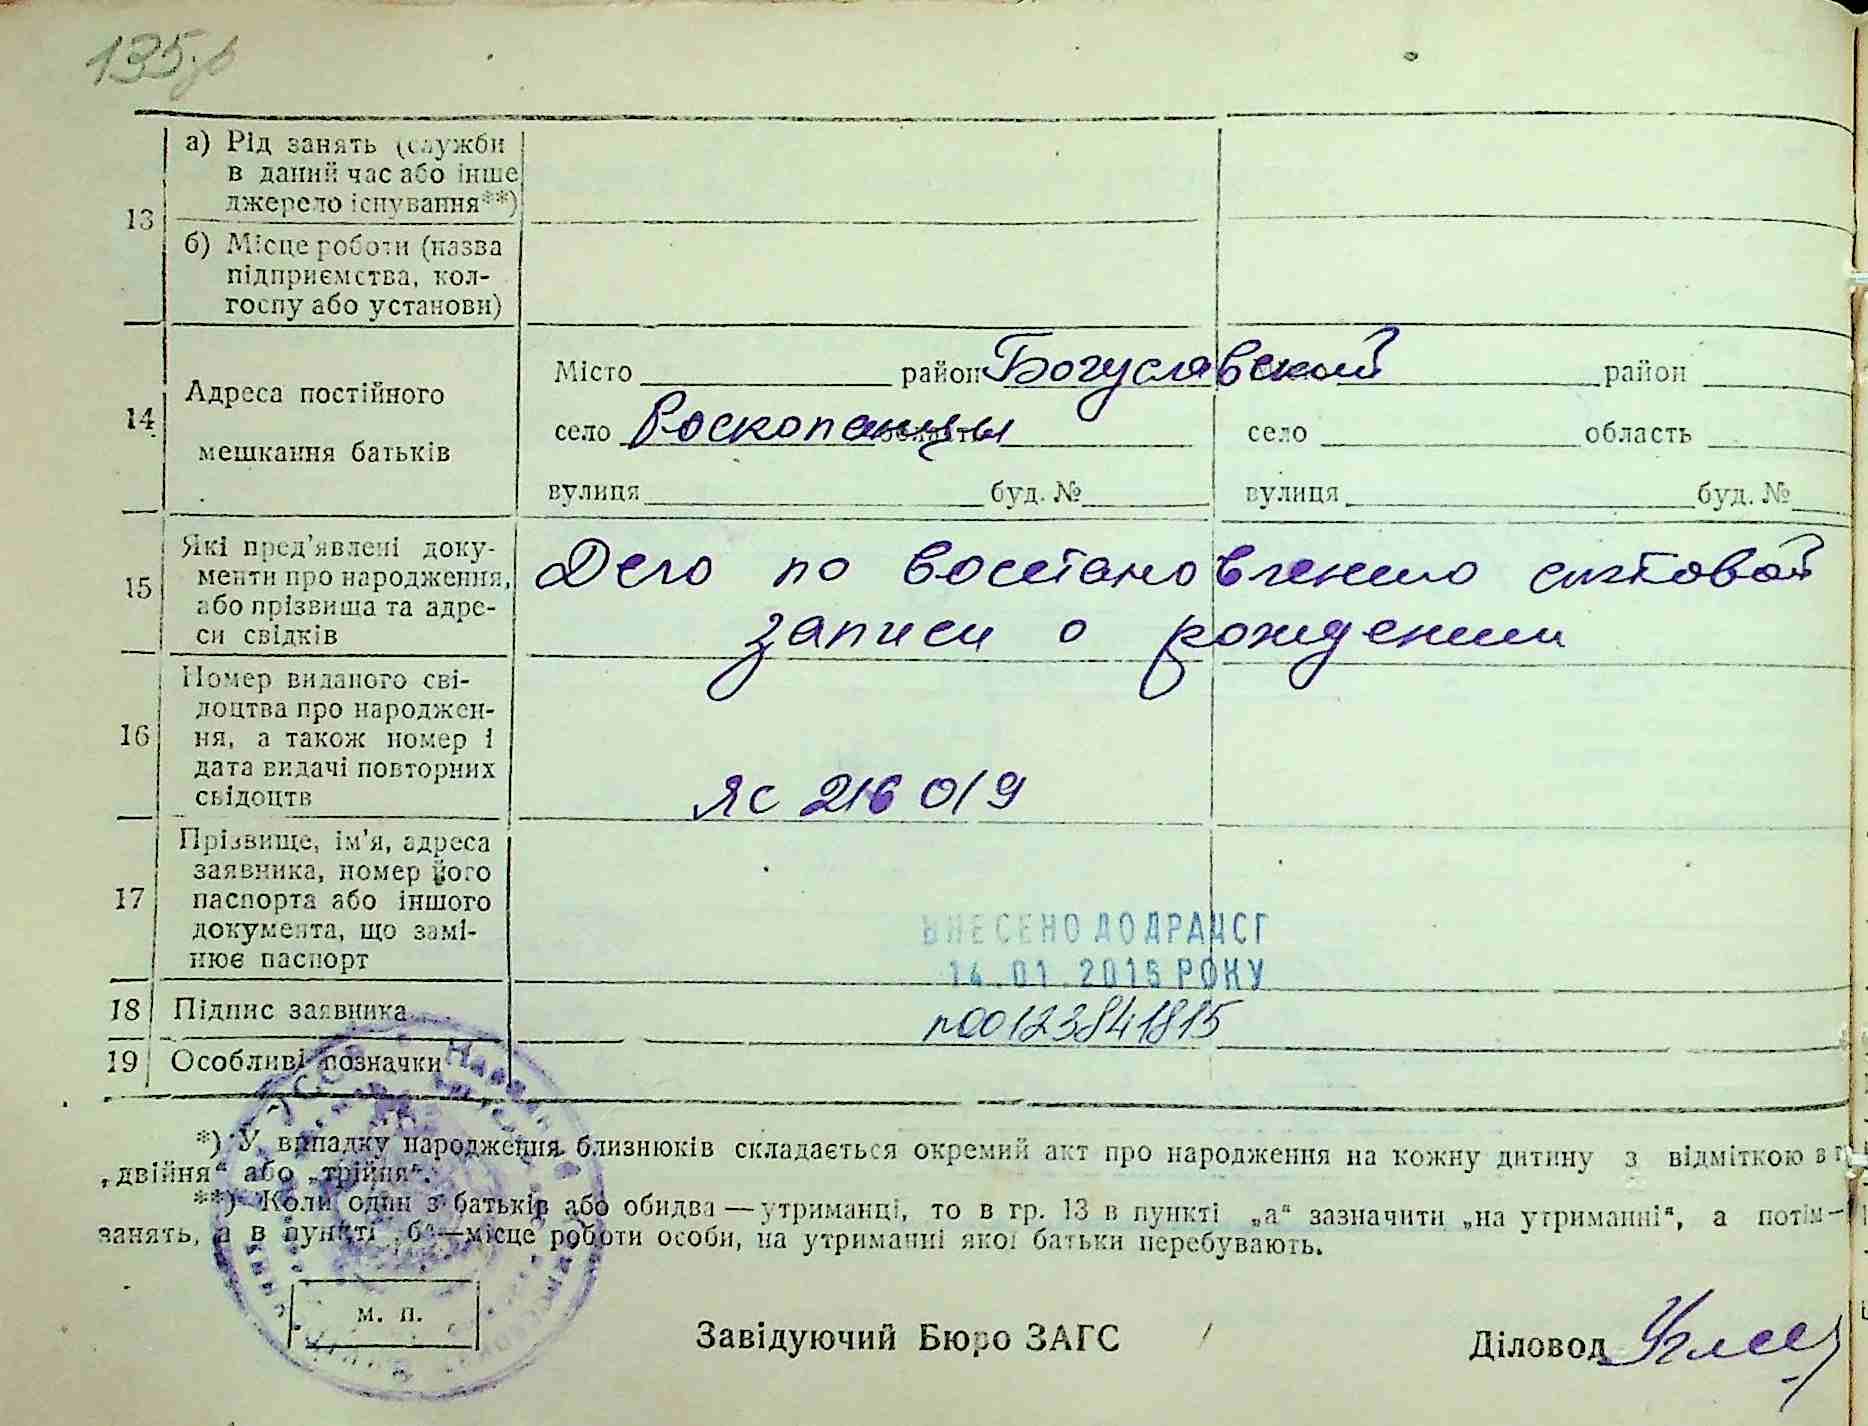 135
13
а) Рід занять (служби
в даний час або інше
джерело існування**)
б) Місце роботи (назва
підприємства, кол-
госпу або установи)
14
Адреса постійного
мешкання батьків
Місто район Богуславский район
село Роскопанцы село область
вулиця буд. № вулиця буд. №
15
Які пред'явлені доку-
менти про народження,
або прізвища та адре-
си свідків
Дело по восстановлению актовой
записи о рождении
16
Номер виданого сві-
доцтва про народжен-
ня, а також номер і
дата видачі повторних
свідоцтв
ЯС 216019
17
Прізвище, ім'я, адреса
заявника, номер його
паспорта або іншого
документа, що замі-
нює паспорт
ВНЕСЕНО ДО ДРАЦСГ
14.01.2015 РОКУ
18 Підпис заявника
n00123841815
19 Особливі позначки
*) У випадку народження близнюків складається окремий акт про народження на кожну дитину з відміткою в
„двійня“ або „трійня“.
**) Коли один з батьків або обидва — утриманці, то в гр. 13 в пункті „а“ зазначити „на утриманні“, а потім —
занять, а в пункті „б“ — місце роботи особи, на утриманні якої батьки перебувають.
м. п.
Завідуючий Бюро ЗАГС
Діловод